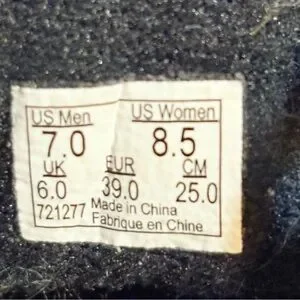 US Men US Women
7.0 8.5
UK EUR CM
6.0 39.0 25.0
721277 Made in China
Fabrique en Chine